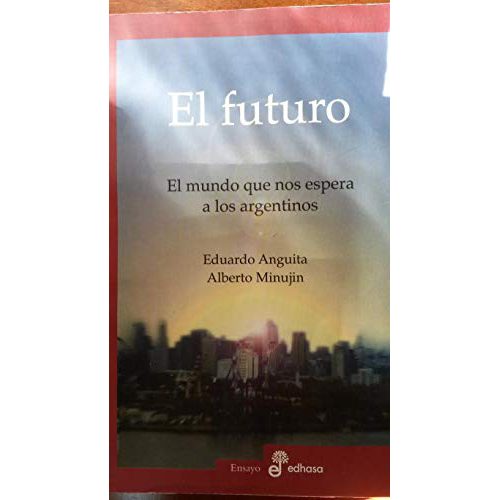 El futuro
El mundo que nos espera
a los argentinos
Eduardo Anguita
Alberto Minujin
Ensayo edhasa